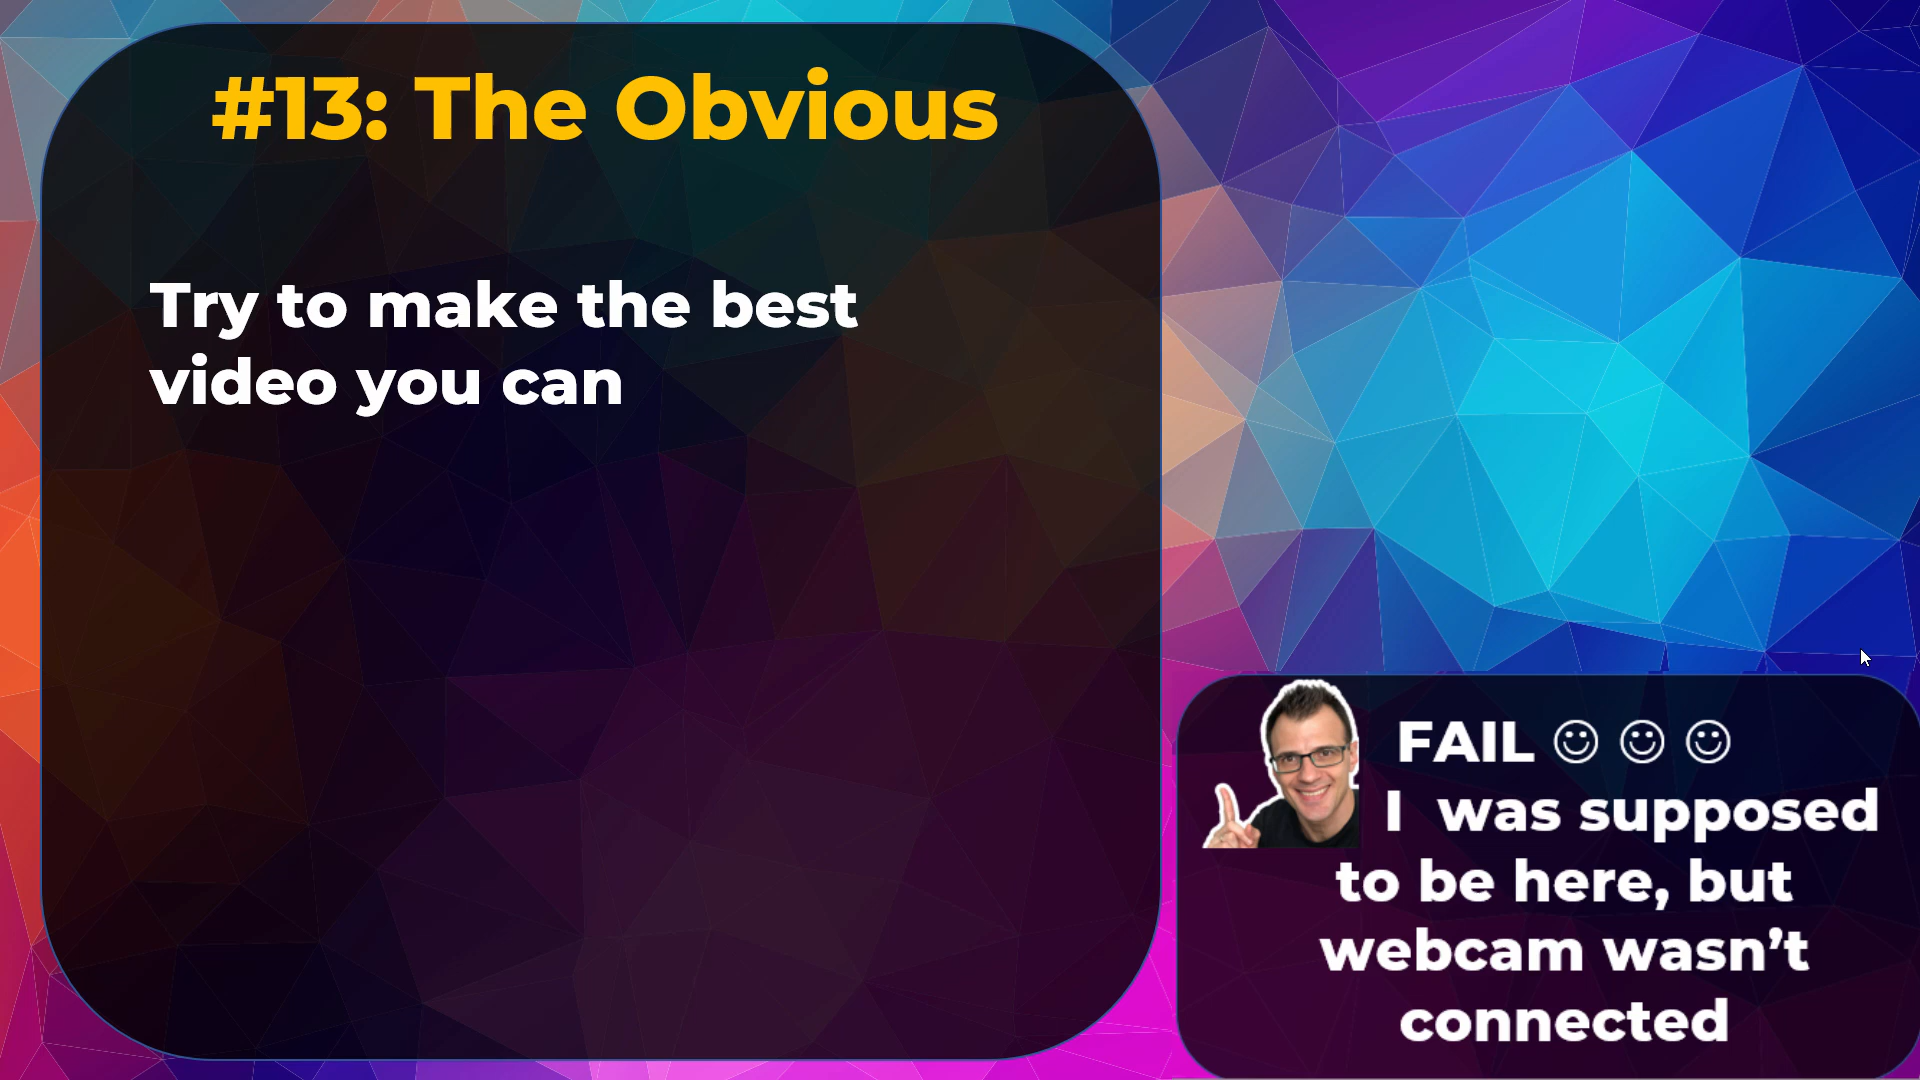 #13: The Obvious
Try to make the best
video you can
FAIL ☺ ☺ ☺
I was supposed
to be here, but
webcam wasn’t
connected